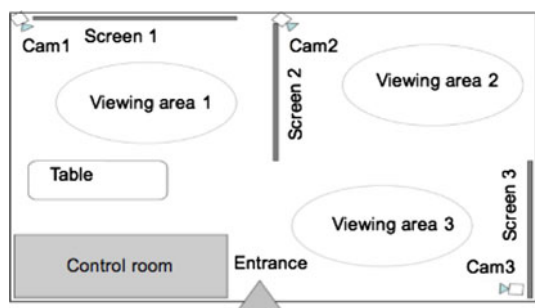 Screen 1
Cam1
Cam2
Viewing area 1
Screen 2
Viewing area 2
Table
Screen 3
Viewing area 3
Control room
Entrance
Cam3